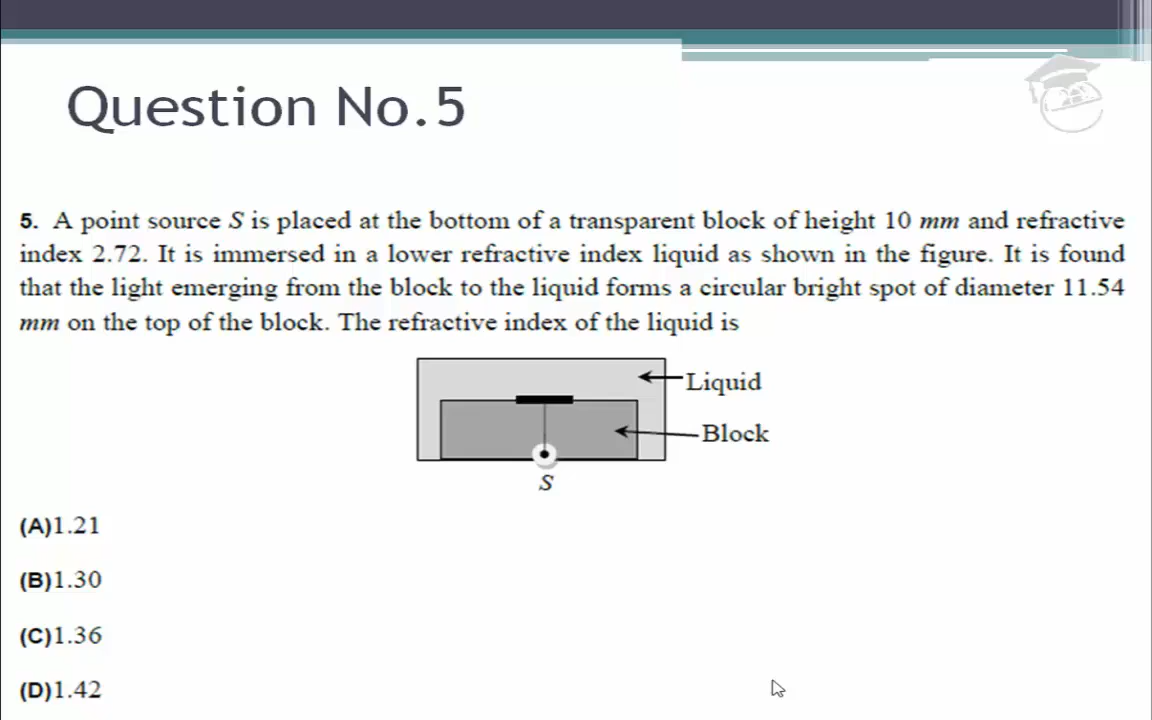 Question No.5
5. A point source S is placed at the bottom of a transparent block of height 10 mm and refractive
index 2.72. It is immersed in a lower refractive index liquid as shown in the figure. It is found
that the light emerging from the block to the liquid forms a circular bright spot of diameter 11.54
mm on the top of the block. The refractive index of the liquid is
Liquid
Block
S
(A)1.21
(B)1.30
(C)1.36
(D)1.42